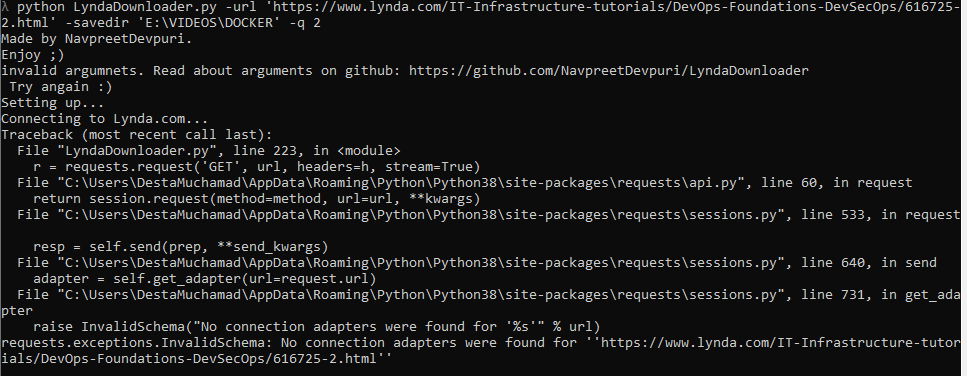 λ python LyndaDownloader.py -url 'https://www.lynda.com/IT-Infrastructure-tutorials/DevOps-Foundations-DevSecOps/616725-
2.html' -savedir 'E:\VIDEOS\DOCKER' -q 2
Made by NavpreetDevpuri.
Enjoy ;)
invalid argumnets. Read about arguments on github: https://github.com/NavpreetDevpuri/LyndaDownloader
 Try angain :)
Setting up...
Connecting to Lynda.com...
Traceback (most recent call last):
  File "LyndaDownloader.py", line 223, in <module>
    r = requests.request('GET', url, headers=h, stream=True)
  File "C:\Users\DestaMuchamad\AppData\Roaming\Python\Python38\site-packages\requests\api.py", line 60, in request
    return session.request(method=method, url=url, **kwargs)
  File "C:\Users\DestaMuchamad\AppData\Roaming\Python\Python38\site-packages\requests\sessions.py", line 533, in request
    resp = self.send(prep, **send_kwargs)
  File "C:\Users\DestaMuchamad\AppData\Roaming\Python\Python38\site-packages\requests\sessions.py", line 640, in send
    adapter = self.get_adapter(url=request.url)
  File "C:\Users\DestaMuchamad\AppData\Roaming\Python\Python38\site-packages\requests\sessions.py", line 731, in get_ada
pter
    raise InvalidSchema("No connection adapters were found for '%s'" % url)
requests.exceptions.InvalidSchema: No connection adapters were found for ''https://www.lynda.com/IT-Infrastructure-tutor
ials/DevOps-Foundations-DevSecOps/616725-2.html''